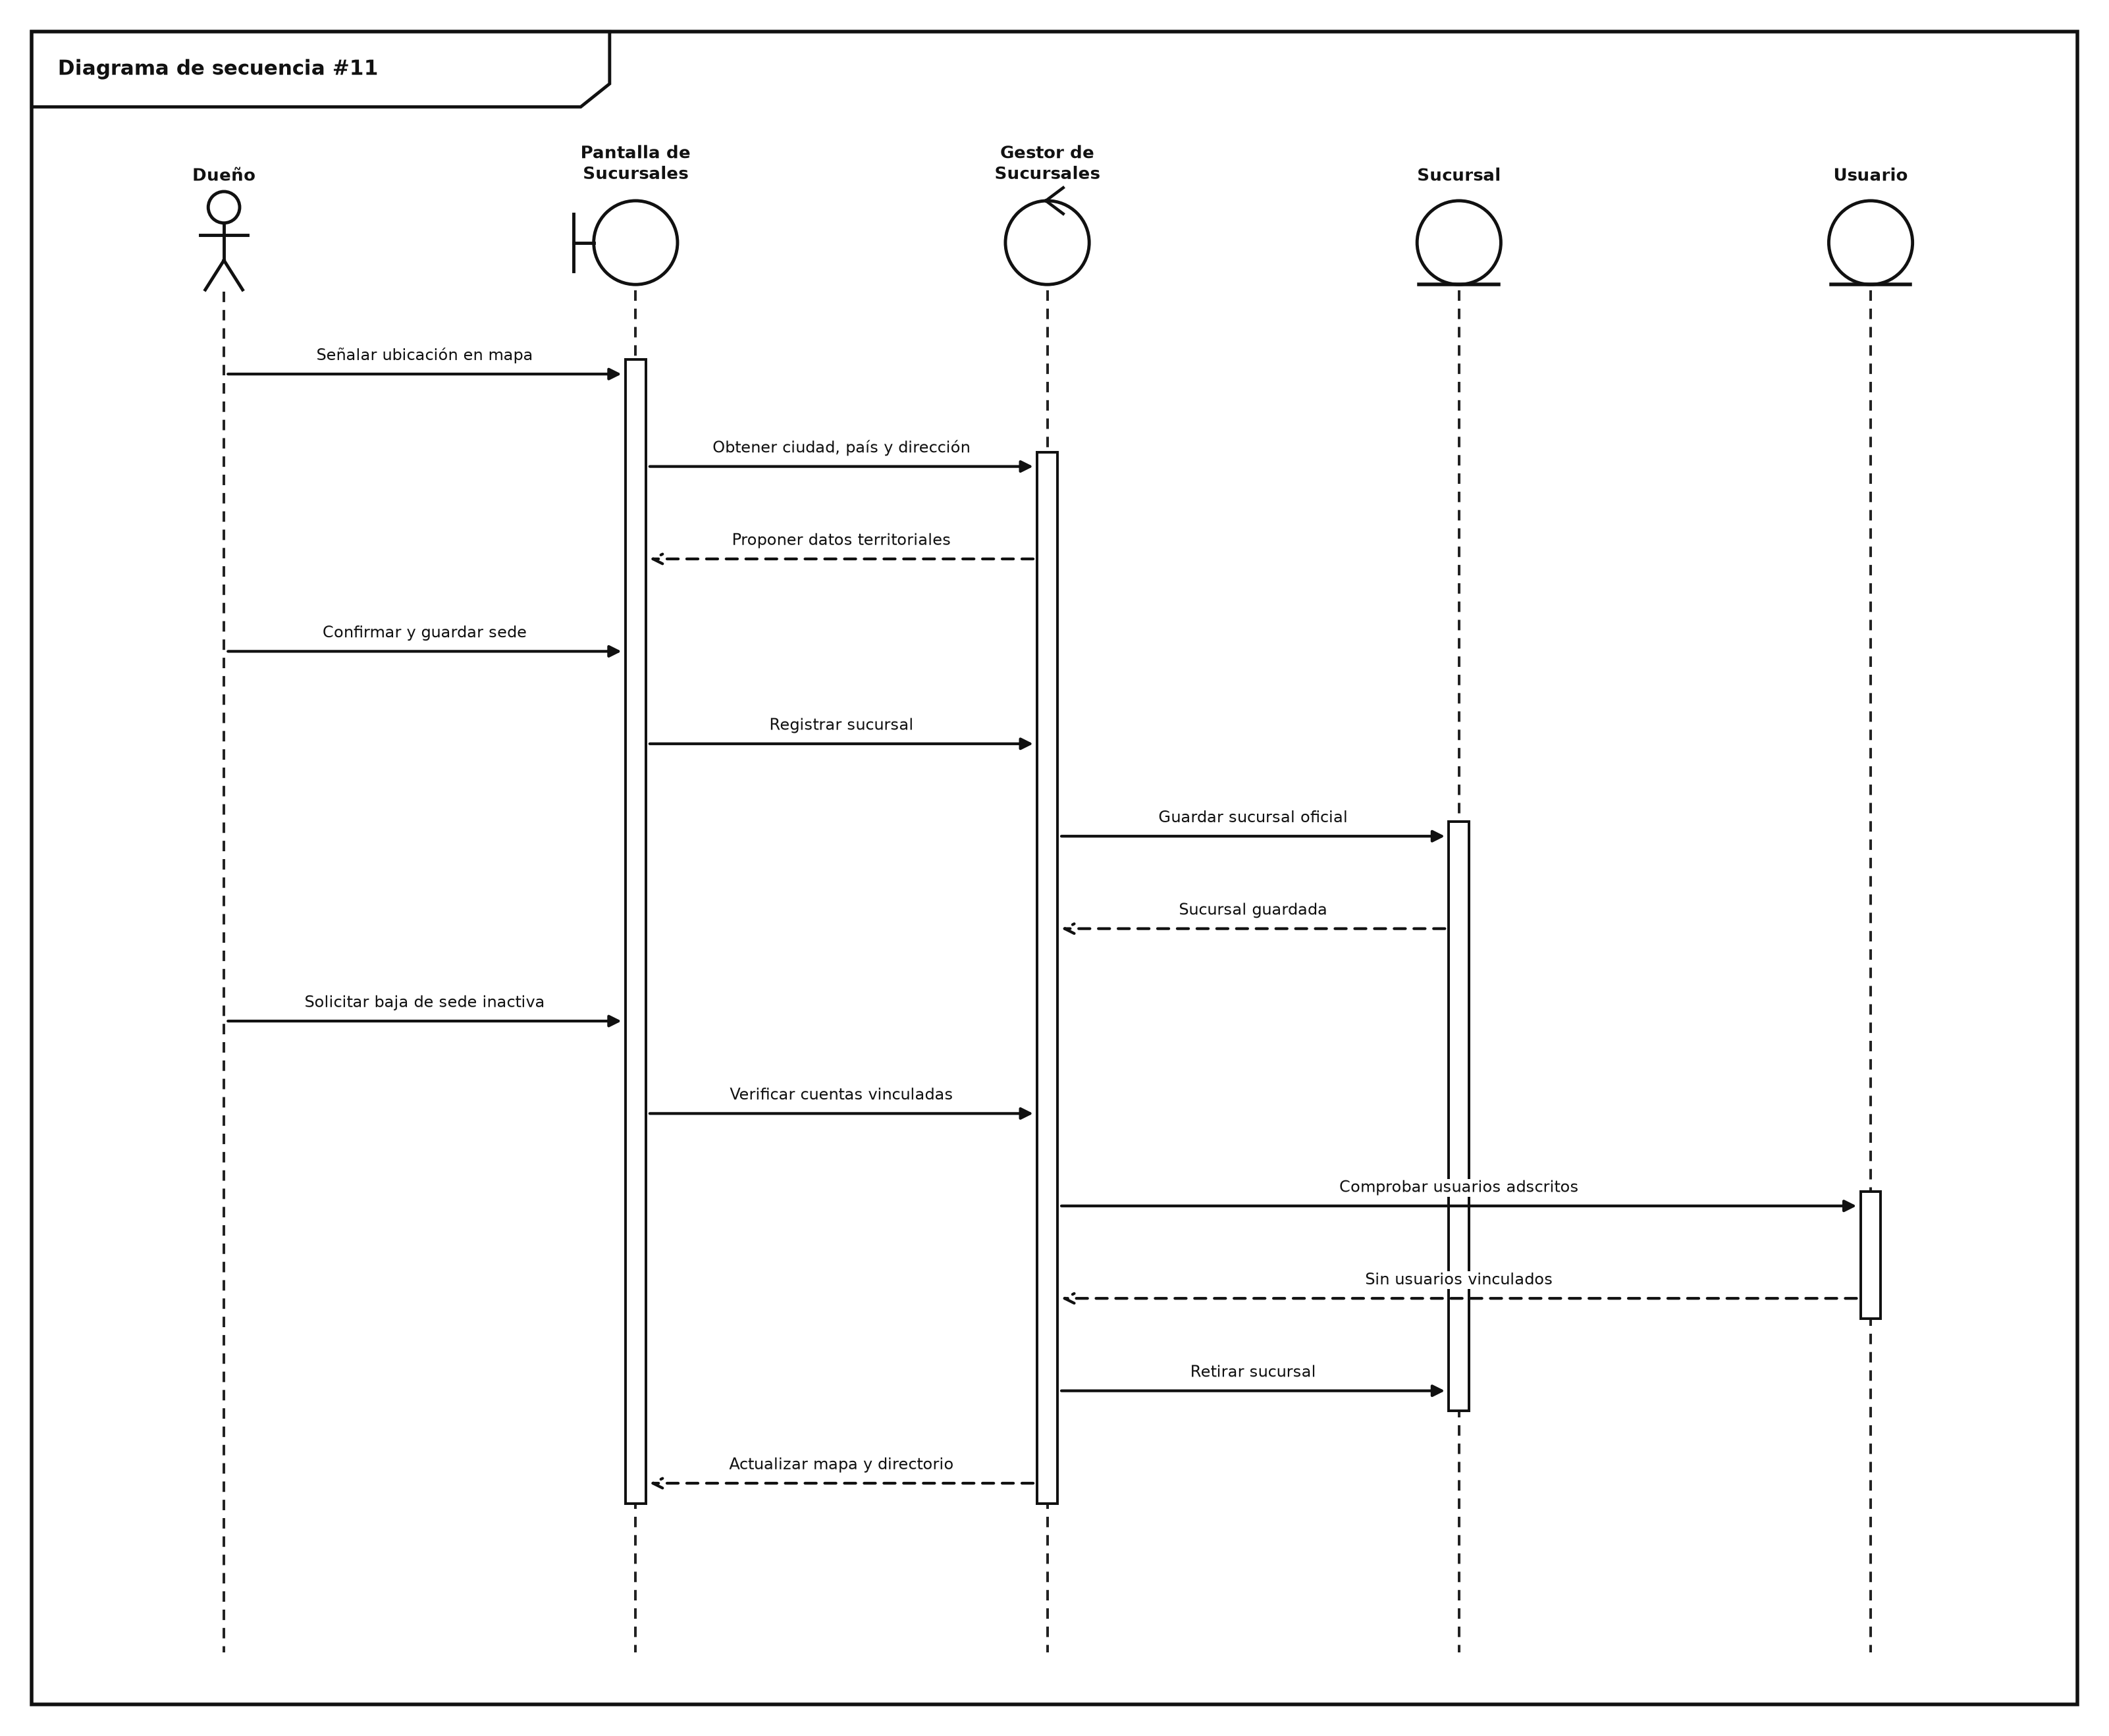 Diagrama de secuencia #11
Dueño
Pantalla de
Sucursales
Gestor de
Sucursales
Sucursal
Usuario
Señalar ubicación en mapa
Obtener ciudad, país y dirección
Proponer datos territoriales
Confirmar y guardar sede
Registrar sucursal
Guardar sucursal oficial
Sucursal guardada
Solicitar baja de sede inactiva
Verificar cuentas vinculadas
Comprobar usuarios adscritos
Sin usuarios vinculados
Retirar sucursal
Actualizar mapa y directorio